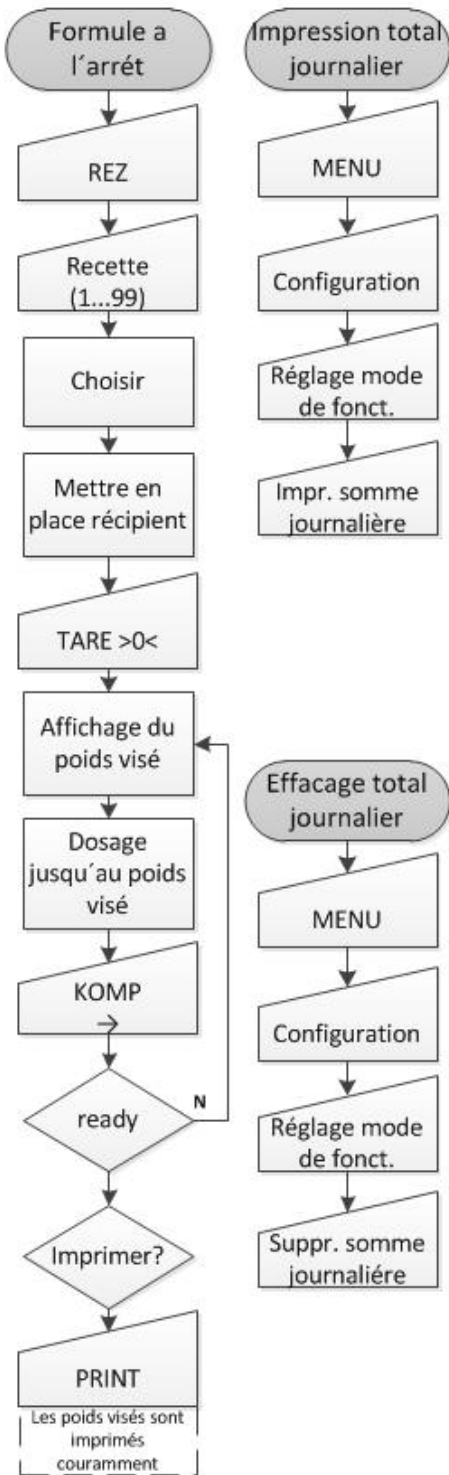 Formule a
l´arrét
REZ
Recette
(1...99)
Choisir
Mettre en
place récipient
TARE >0<
Affichage du
poids visé
Dosage
jusqu´au poids
visé
KOMP
→
ready
N
Imprimer?
PRINT
Les poids visés sont
imprimés
couramment
Impression total
journalier
MENU
Configuration
Réglage mode
de fonct.
Impr. somme
journalière
Effacage total
journalier
MENU
Configuration
Réglage mode
de fonct.
Suppr. somme
journaliére